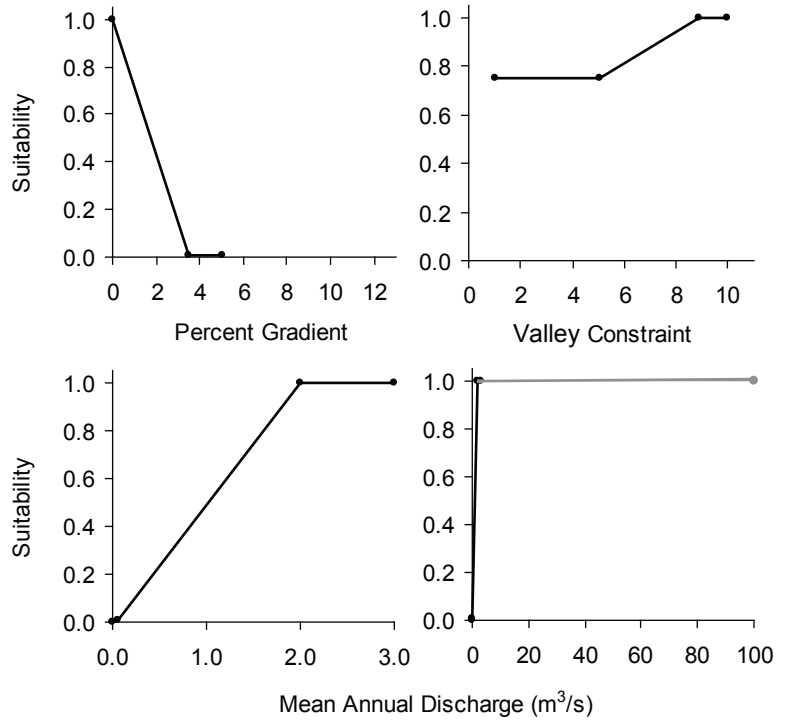 1.0
0.8
0.6
0.4
0.2
0.0
Suitability
0 2 4 6 8 10 12
Percent Gradient
1.0
0.8
0.6
0.4
0.2
0.0
0 2 4 6 8 10
Valley Constraint
1.0
0.8
0.6
0.4
0.2
0.0
Suitability
0.0 1.0 2.0 3.0
1.0
0.8
0.6
0.4
0.2
0.0
0 20 40 60 80 100
Mean Annual Discharge (m³/s)